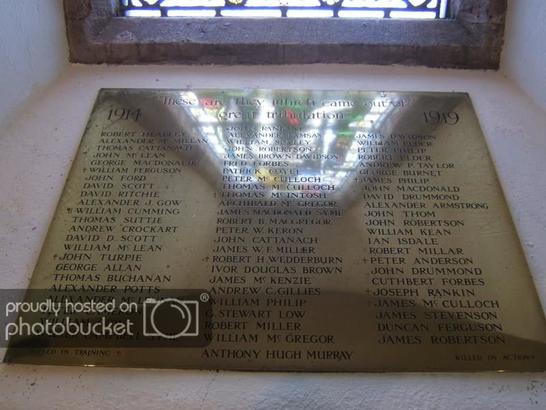 These are they which came out of
1914 great tribulation 1919
ROBERT HEADLEY
ALEXANDER McMILLAN
THOMAS CATTANACH
JOHN McLEAN
GEORGE MACDONALD
+WILLIAM FERGUSON
JOHN FORD
DAVID SCOTT
DAVID RITCHIE
ALEXANDER J. GOW
WILLIAM CUMMING
THOMAS SUTTIE
ANDREW CROCKART
DAVID D. SCOTT
WILLIAM McLEAN
+JOHN TURPIE
GEORGE ALLAN
THOMAS BUCHANAN
ALEXANDER POTTS
JOHN RANKIN
WILLIAM
JOHN ROBERTSON
JAMES BROWN DAVIDSON
FRED FORBES
PATRICK COYLE
PETER McCULLOCH
THOMAS McCULLOCH
THOMAS McINTOSH
ARCHIBALD McGREGOR
JAMES MACDONALD SYME
ROBERT B. MACGREGOR
PETER W. KERON
JOHN CATTANACH
JAMES W. F. MILLER
+ROBERT H. WEDDERBURN
IVOR DOUGLAS BROWN
JAMES McKENZIE
ANDREW C. GILLIES
WILLIAM PHILIP
G. STEWART LOW
ROBERT MILLER
WILLIAM McGREGOR
ANTHONY HUGH MURRAY
JAMES DAVIDSON
WILLIAM ELDER
PETER PHILIP
ROBERT ELDER
ANDREW P. TAYLOR
GEORGE BURNET
+JAMES PHILIP
JOHN MACDONALD
DAVID DRUMMOND
ALEXANDER ARMSTRONG
JOHN THOM
JOHN ROBERTSON
WILLIAM KEAN
IAN ISDALE
ROBERT MILLAR
+PETER ANDERSON
JOHN DRUMMOND
CUTHBERT FORBES
+JOSEPH RANKIN
+JAMES McCULLOCH
JAMES STEVENSON
DUNCAN FERGUSON
JAMES ROBERTSON
KILLED IN TRAINING
KILLED IN ACTION
proudly hosted on
photobucket